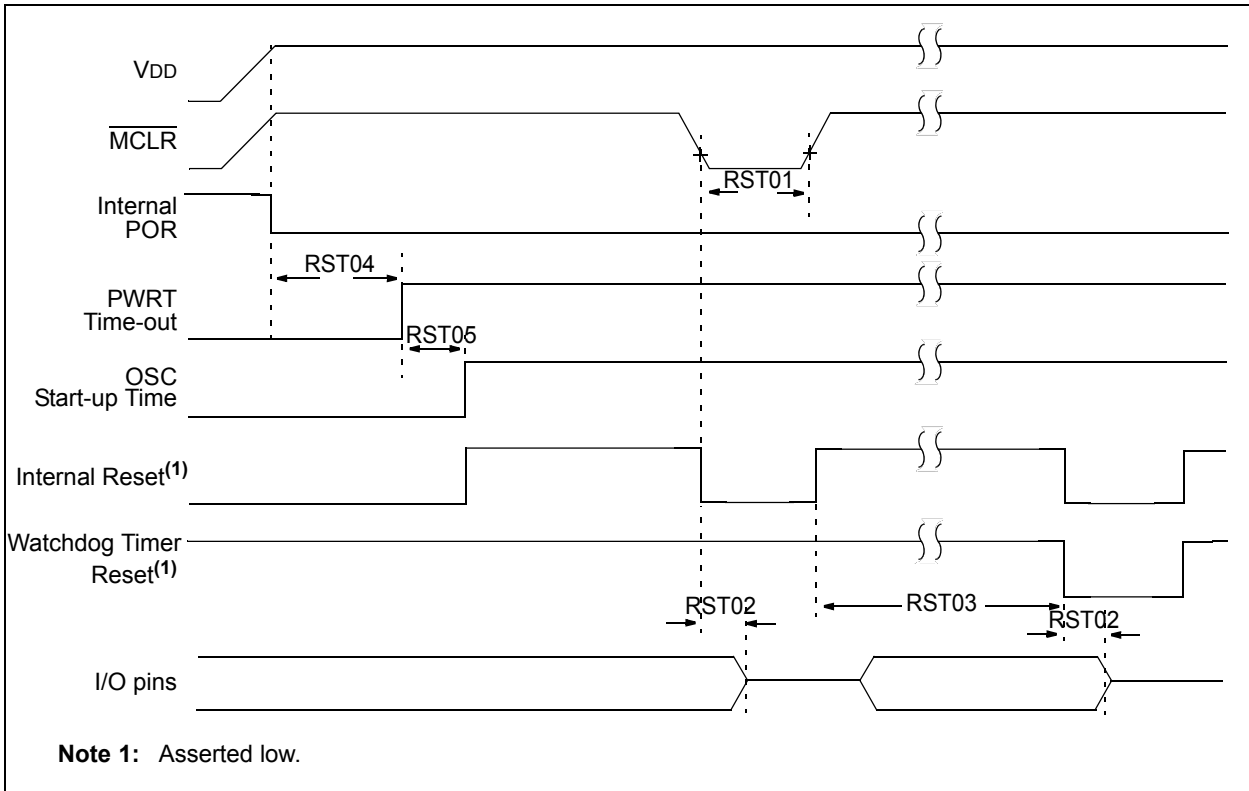 VDD
MCLR
RST01
Internal
POR
RST04
PWRT
Time-out
RST05
OSC
Start-up Time
Internal Reset(1)
Watchdog Timer
Reset(1)
RST02
RST03
RST02
I/O pins
Note 1: Asserted low.